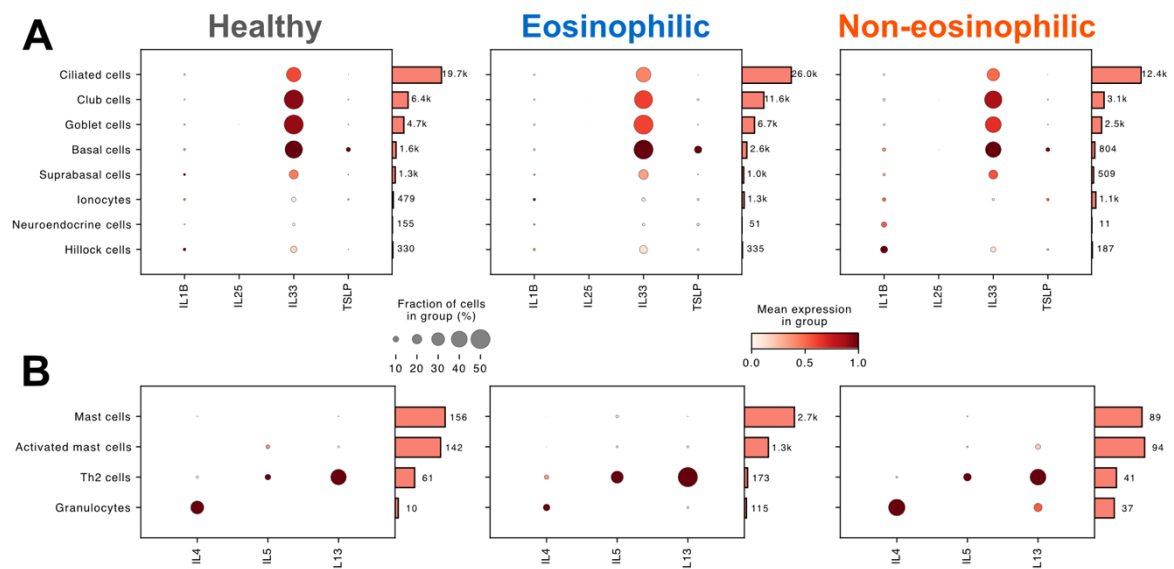 A
Healthy
Eosinophilic
Non-eosinophilic
Ciliated cells
Club cells
Goblet cells
Basal cells
Suprabasal cells
Ionocytes
Neuroendocrine cells
Hillock cells
19.7k
6.4k
4.7k
1.6k
1.3k
479
155
330
26.0k
11.6k
6.7k
2.6k
1.0k
1.3k
51
335
12.4k
3.1k
2.5k
804
509
1.1k
11
187
IL1B
IL25
IL33
TSLP
IL1B
IL25
IL33
TSLP
IL1B
IL25
IL33
TSLP
Fraction of cells
in group (%)
10 20 30 40 50
Mean expression
in group
0.0 0.5 1.0
B
Mast cells
Activated mast cells
Th2 cells
Granulocytes
156
142
61
10
2.7k
1.3k
173
115
89
94
41
37
IL4
IL5
L13
IL4
IL5
L13
IL4
IL5
L13